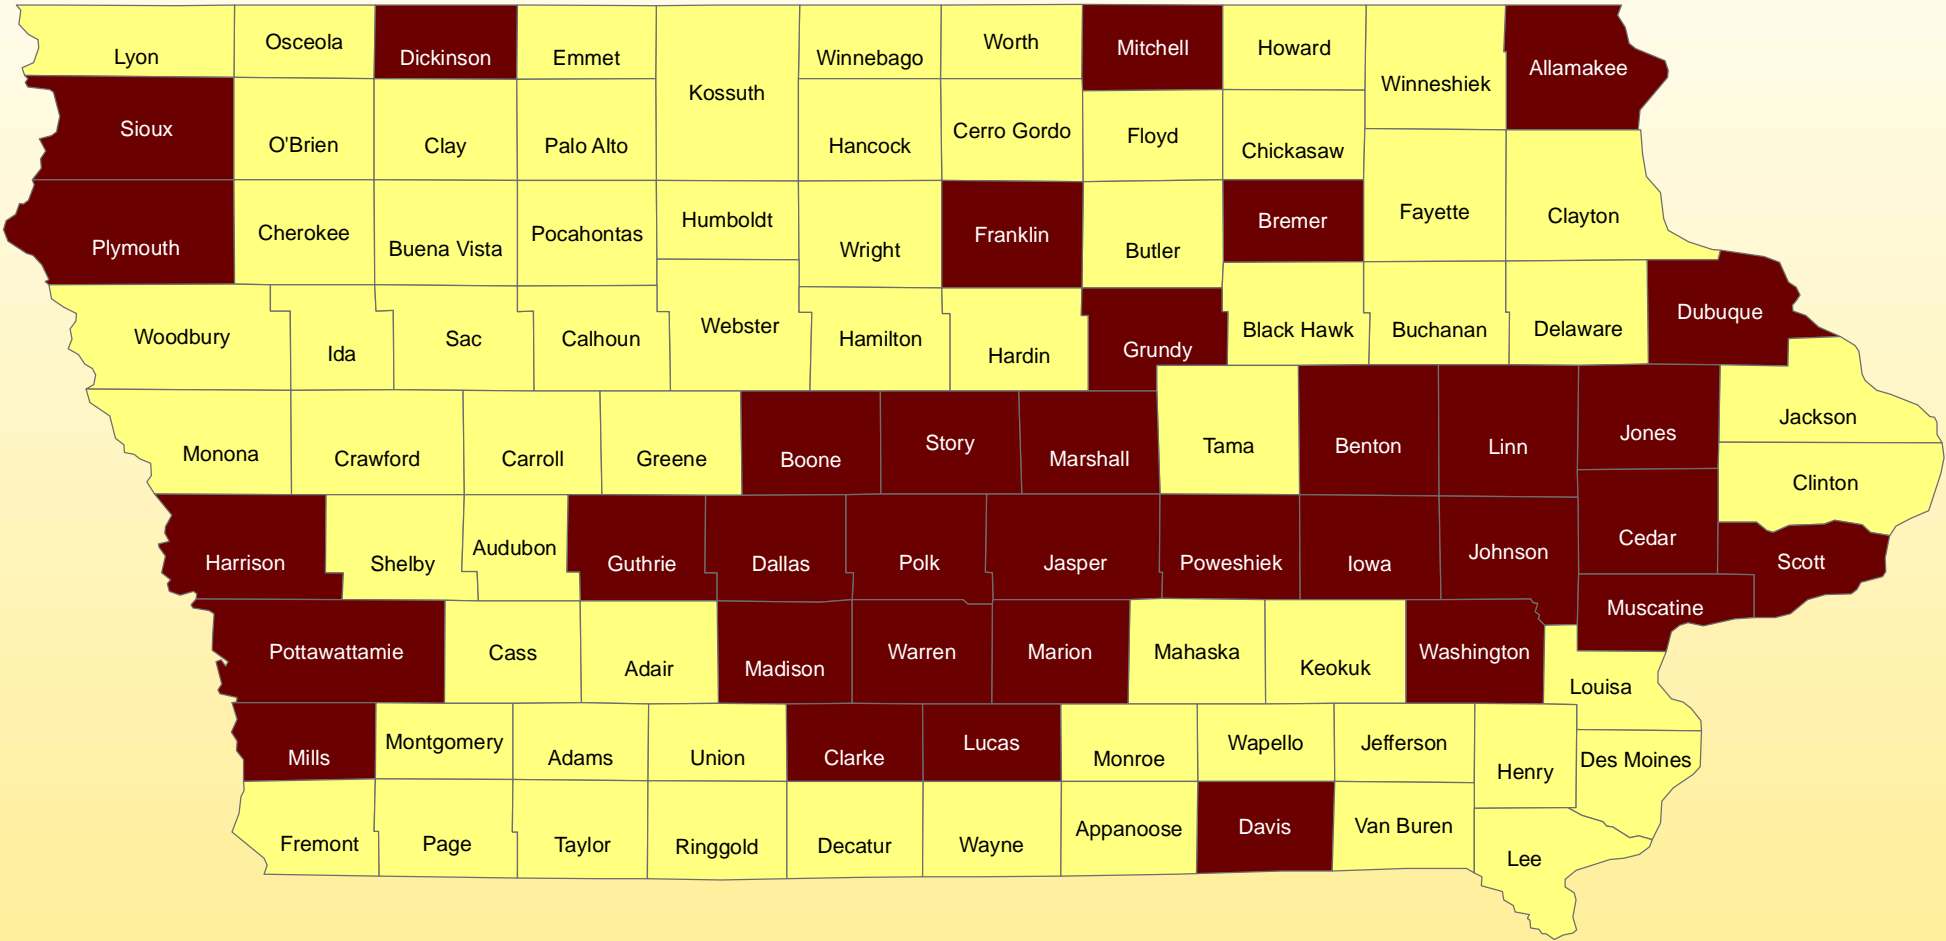 Lyon
Osceola
Dickinson
Emmet
Kossuth
Winnebago
Worth
Mitchell
Howard
Winneshiek
Allamakee
Sioux
O'Brien
Clay
Palo Alto
Hancock
Cerro Gordo
Floyd
Chickasaw
Plymouth
Cherokee
Buena Vista
Pocahontas
Humboldt
Wright
Franklin
Butler
Bremer
Fayette
Clayton
Woodbury
Ida
Sac
Calhoun
Webster
Hamilton
Hardin
Grundy
Black Hawk
Buchanan
Delaware
Dubuque
Monona
Crawford
Carroll
Greene
Boone
Story
Marshall
Tama
Benton
Linn
Jones
Jackson
Clinton
Harrison
Shelby
Audubon
Guthrie
Dallas
Polk
Jasper
Poweshiek
Iowa
Johnson
Cedar
Scott
Muscatine
Pottawattamie
Cass
Adair
Madison
Warren
Marion
Mahaska
Keokuk
Washington
Louisa
Mills
Montgomery
Adams
Union
Clarke
Lucas
Monroe
Wapello
Jefferson
Henry
Des Moines
Fremont
Page
Taylor
Ringgold
Decatur
Wayne
Appanoose
Davis
Van Buren
Lee